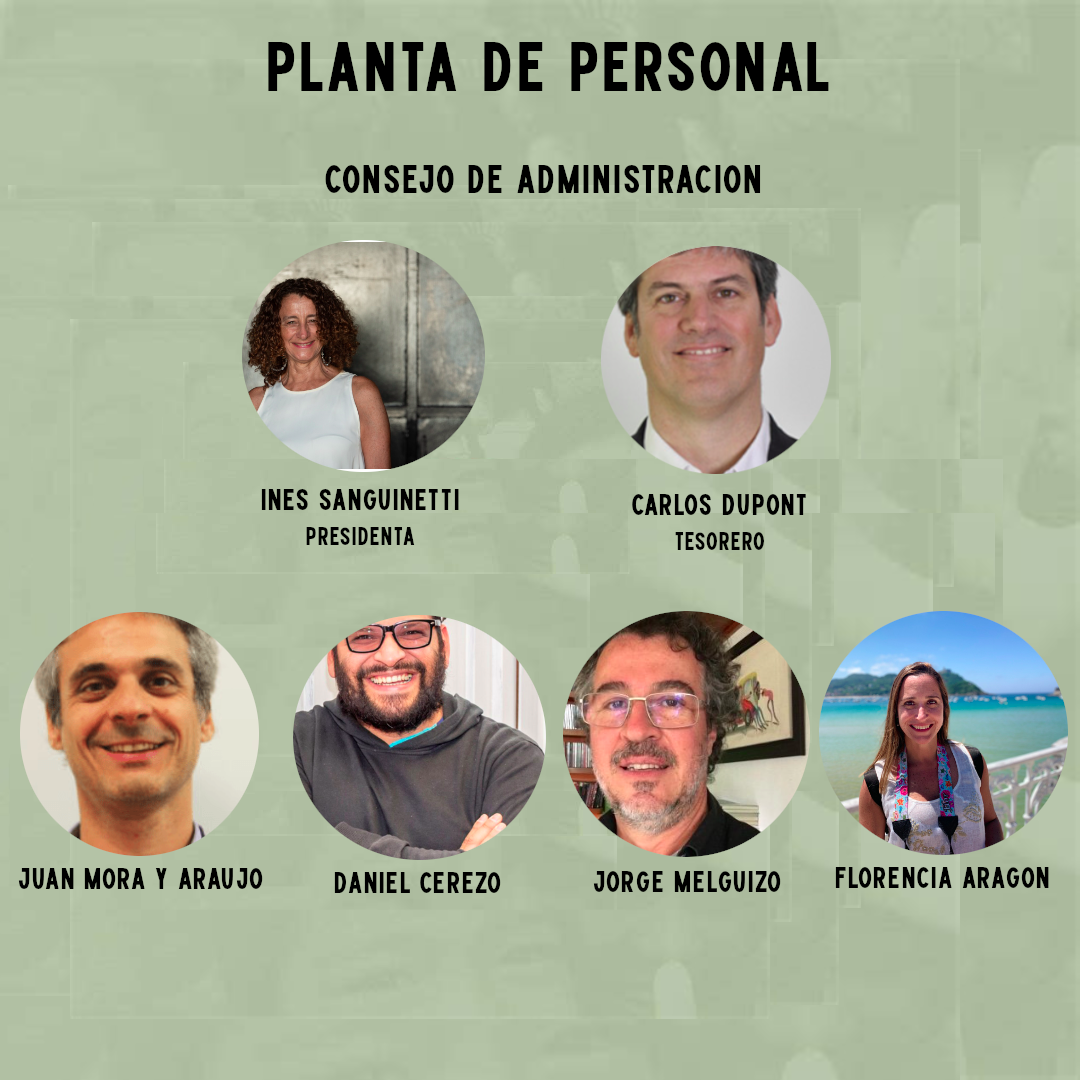 PLANTA DE PERSONAL
CONSEJO DE ADMINISTRACION
INES SANGUINETTI
PRESIDENTA
CARLOS DUPONT
TESORERO
JUAN MORA Y ARAUJO
DANIEL CEREZO
JORGE MELGUIZO
FLORENCIA ARAGON